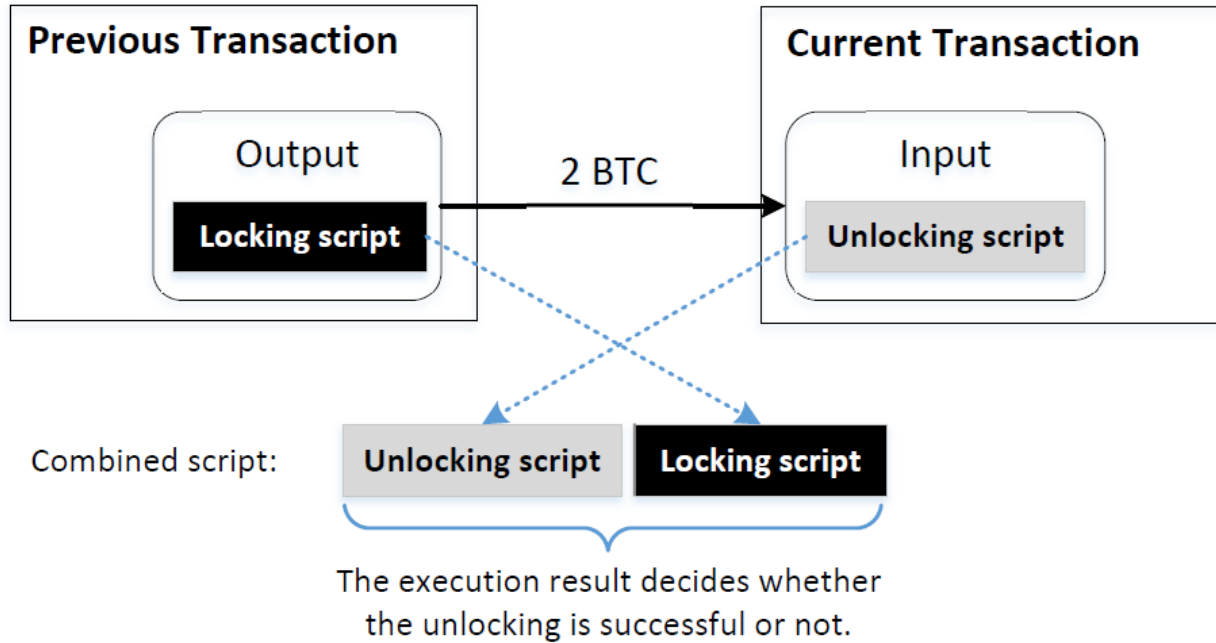 Previous Transaction
Current Transaction
Output
2 BTC
Input
Locking script
Unlocking script
Combined script:
Unlocking script
Locking script
The execution result decides whether
the unlocking is successful or not.